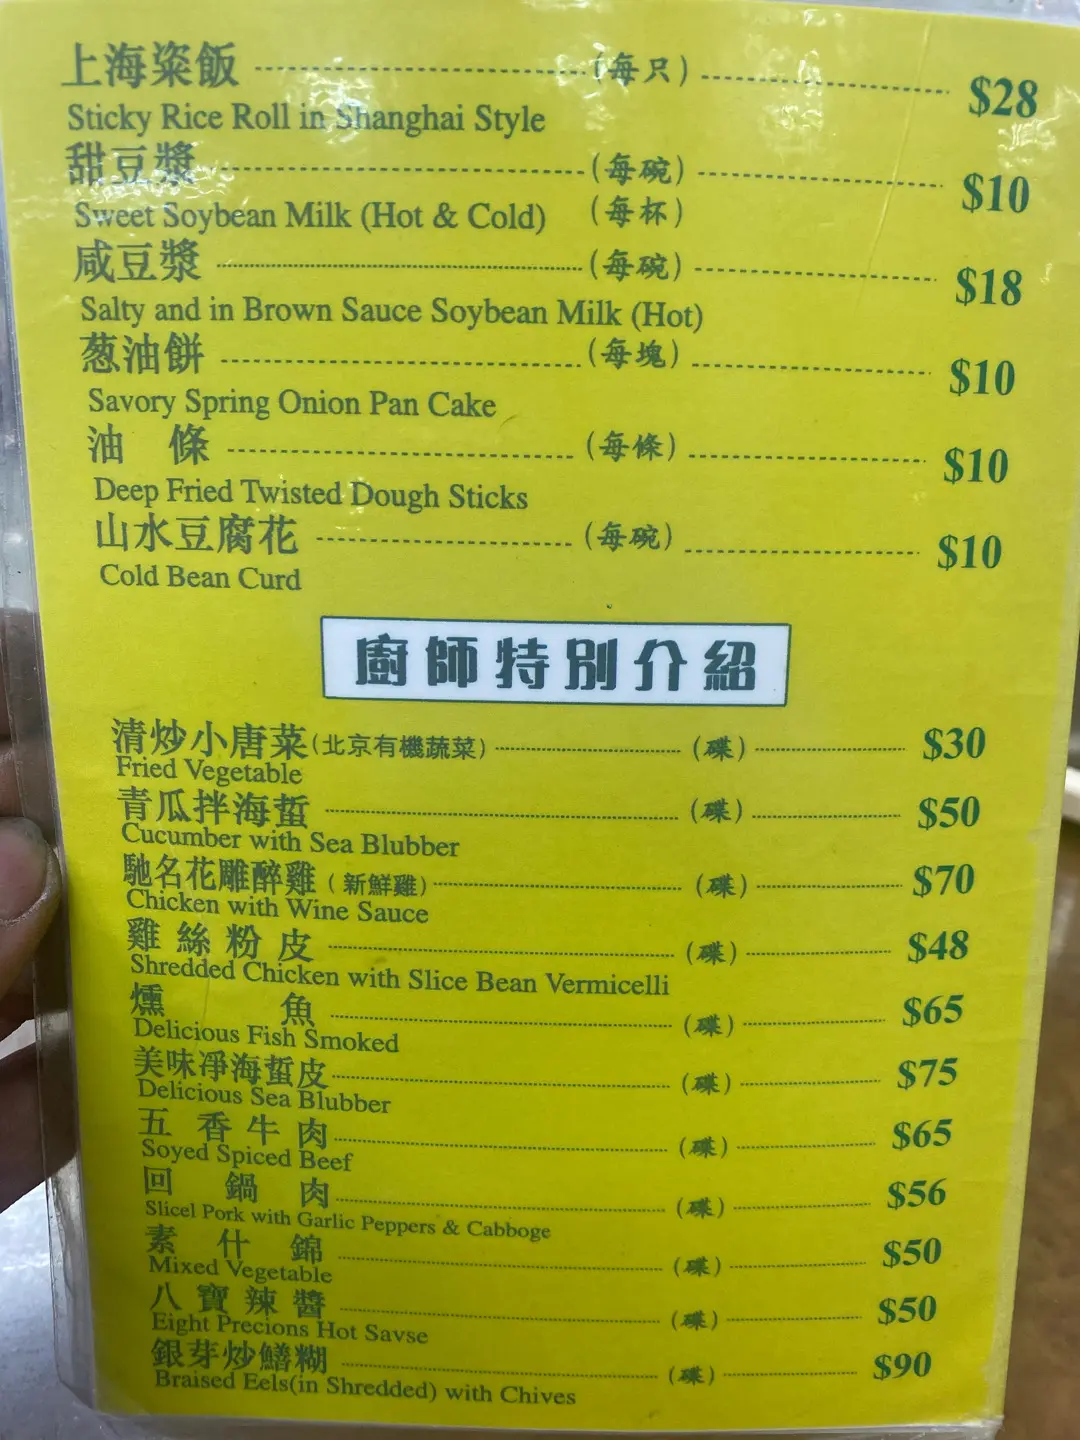 上海粢飯 (每只) $28
Sticky Rice Roll in Shanghai Style
甜豆漿 (每碗) $10
Sweet Soybean Milk (Hot & Cold) (每杯)
咸豆漿 (每碗) $18
Salty and in Brown Sauce Soybean Milk (Hot)
葱油餅 (每塊) $10
Savory Spring Onion Pan Cake
油條 (每條) $10
Deep Fried Twisted Dough Sticks
山水豆腐花 (每碗) $10
Cold Bean Curd
廚師特別介紹
清炒小唐菜(北京有機蔬菜) (碟) $30
Fried Vegetable
青瓜拌海蜇 (碟) $50
Cucumber with Sea Blubber
馳名花雕醉雞(新鮮雞) (碟) $70
Chicken with Wine Sauce
雞絲粉皮 (碟) $48
Shredded Chicken with Slice Bean Vermicelli
燻魚 (碟) $65
Delicious Fish Smoked
美味凈海蜇皮 (碟) $75
Delicious Sea Blubber
五香牛肉 (碟) $65
Soyed Spiced Beef
回鍋肉 (碟) $56
Slicel Pork with Garlic Peppers & Cabboge
素什錦 (碟) $50
Mixed Vegetable
八寶辣醬 (碟) $50
Eight Precions Hot Savse
銀芽炒鱔糊 (碟) $90
Braised Eels(in Shredded) with Chives